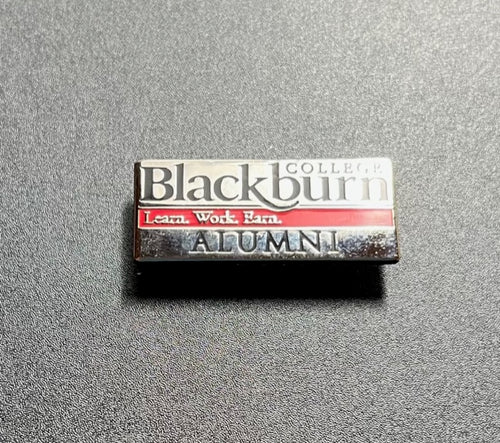 COLLEGE
Blackburn
Learn. Work. Earn.
ALUMNI